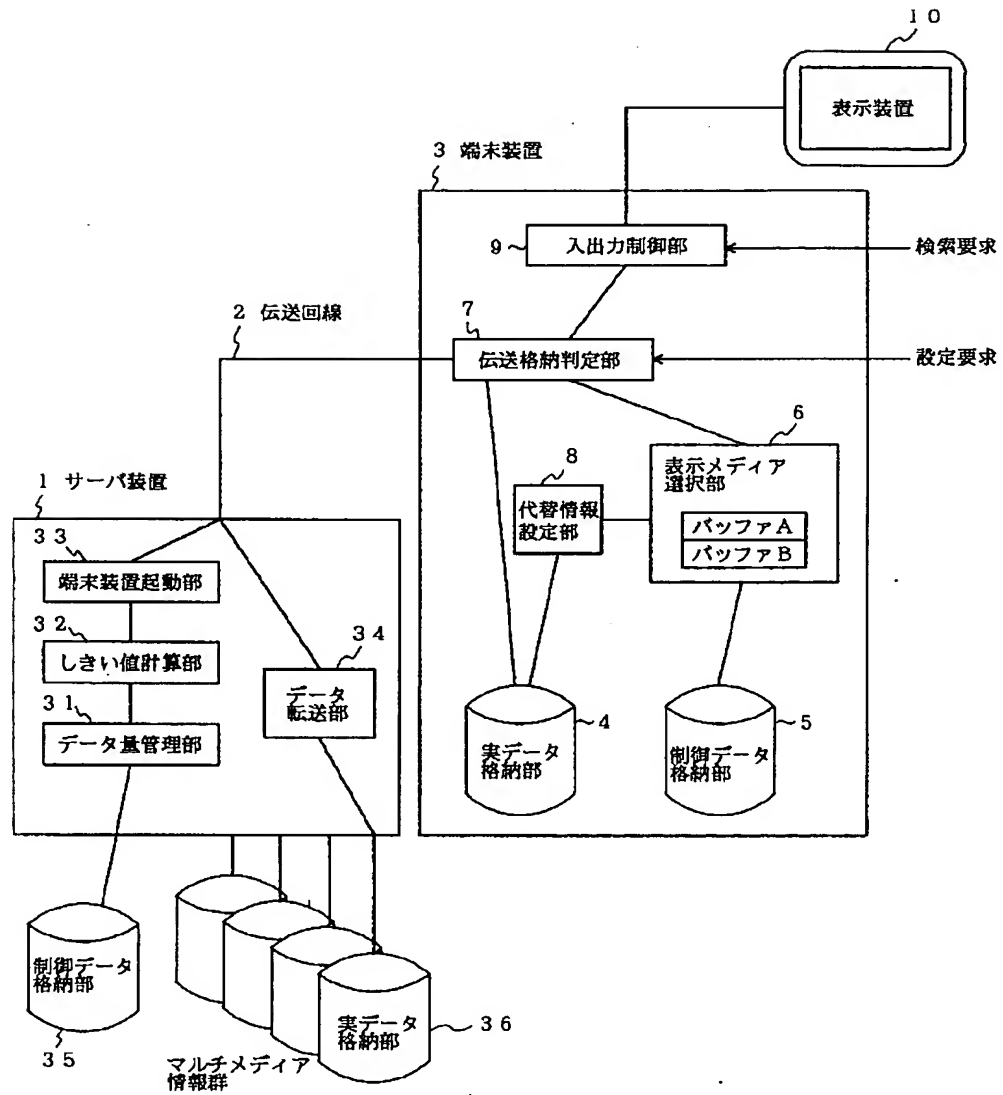 １０
表示装置
３ 端末装置
９
入出力制御部
検索要求
２ 伝送回線
７
伝送格納判定部
設定要求
６
表示メディア
選択部
バッファＡ
バッファＢ
８
代替情報
設定部
１ サーバ装置
３３
端末装置起動部
３２
しきい値計算部
３１
データ量管理部
３４
データ
転送部
実データ
格納部
４
制御データ
格納部
５
制御データ
格納部
３５
実データ
格納部
３６
マルチメディア
情報群